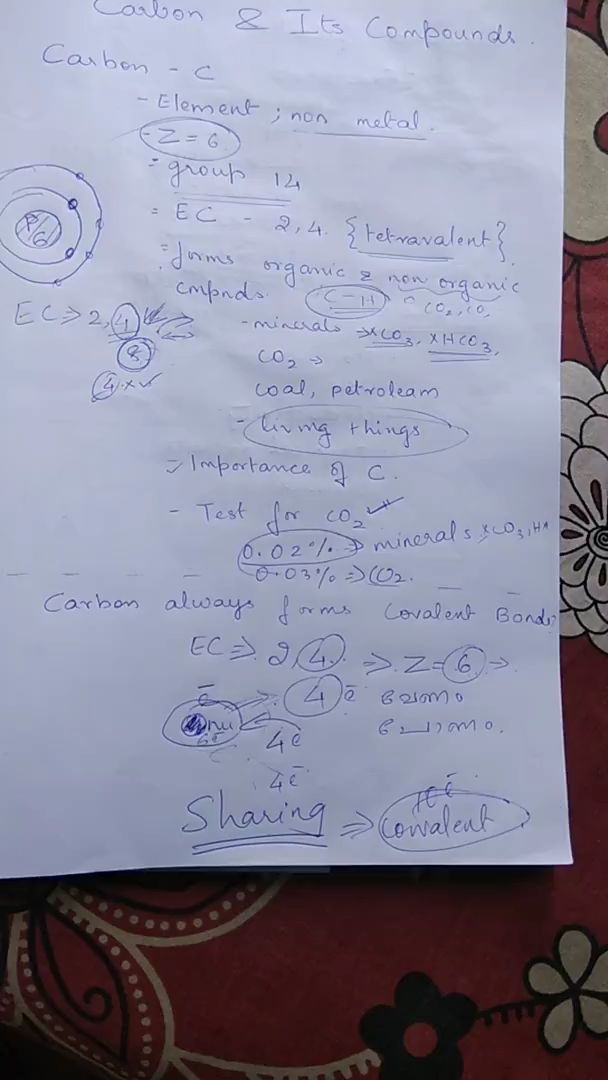 Carbon & Its Compounds.
Carbon - C
- Element ; non metal.
- Z = 6
= group 14
= EC - 2, 4. {tetravalent}.
= forms organic & non organic
cmpnds. C-H CO2, CO,
EC ⇒ 2, 4
- minerals → xCO3, xHCO3,
8
CO2 →
4 x ✓
coal, petroleam
- living things
= Importance of C.
- Test for CO2 ✓
0.02% ⇒ minerals xCO3,
0.03% ⇒ CO2.
Carbon always forms Covalent Bonds
EC ⇒ 2, 4. ⇒ Z = 6 ⇒
ē 4 ē വേണം
4ē പോണം.
4ē
Sharing ⇒ covalent